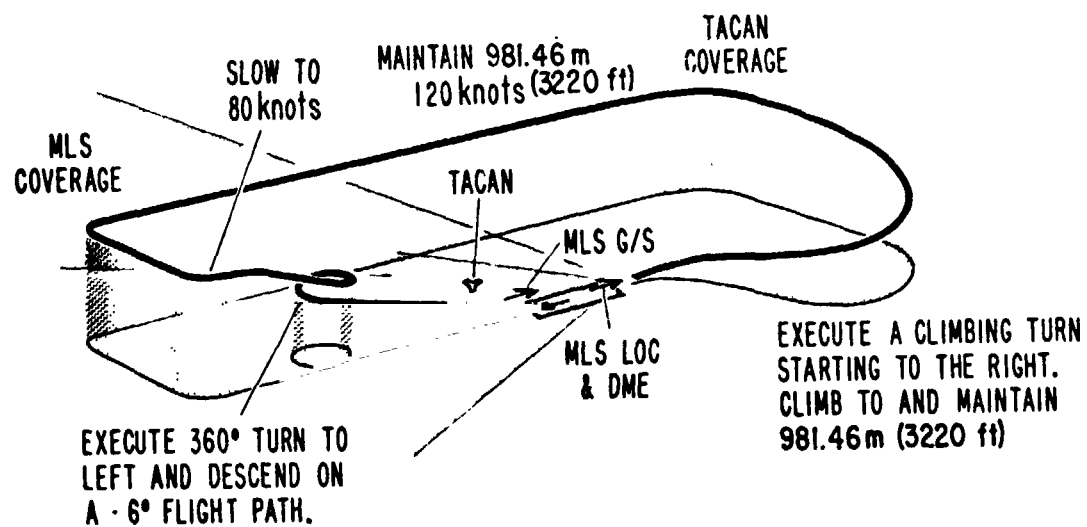 TACAN
COVERAGE
MAINTAIN 981.46 m
120 knots (3220 ft)
SLOW TO
80 knots
MLS
COVERAGE
TACAN
MLS G/S
MLS LOC
& DME
EXECUTE A CLIMBING TURN
STARTING TO THE RIGHT.
CLIMB TO AND MAINTAIN
981.46m (3220 ft)
EXECUTE 360° TURN TO
LEFT AND DESCEND ON
A - 6° FLIGHT PATH.